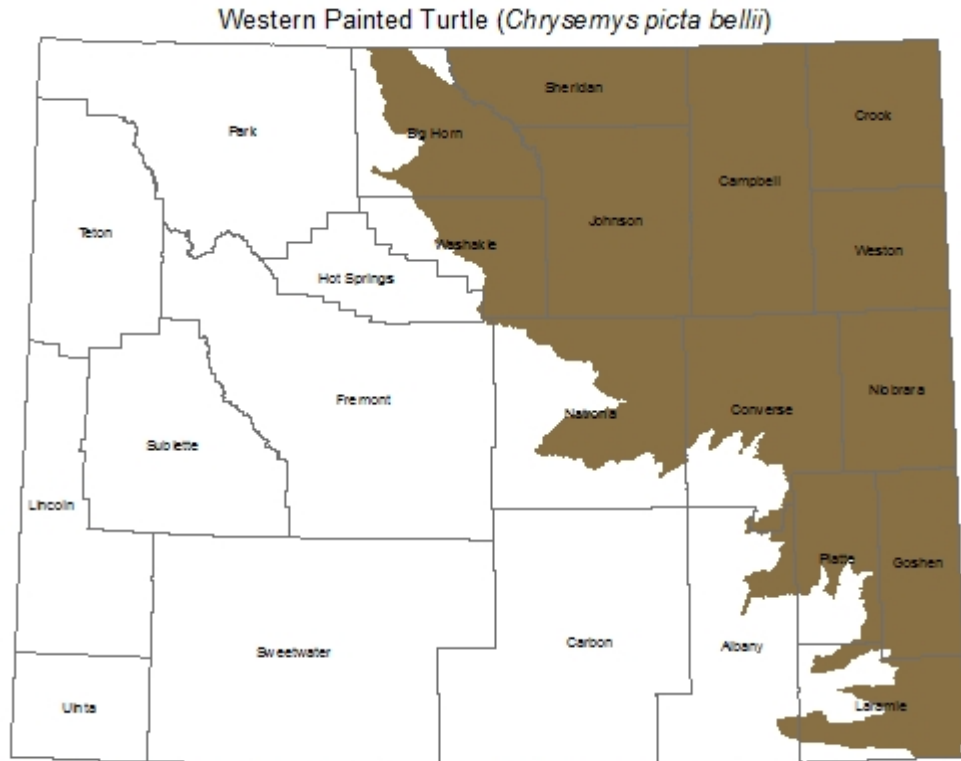 Western Painted Turtle (Chrysemys picta bellii)
Sheridan
Crook
Park
Big Horn
Campbell
Johnson
Teton
Washakie
Weston
Hot Springs
Fremont
Niobrara
Natrona
Converse
Sublette
Lincoln
Platte
Goshen
Carbon
Albany
Sweetwater
Uinta
Laramie